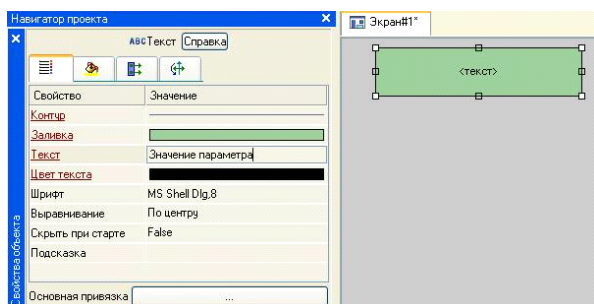 Навигатор проекта
Экран#1*
ABC Текст Справка
Свойство Значение
Контур
Заливка
Текст Значение параметра
Цвет текста
Шрифт MS Shell Dlg,8
Выравнивание По центру
Скрыть при старте False
Подсказка
Основная привязка ...
Свойства объекта
<текст>